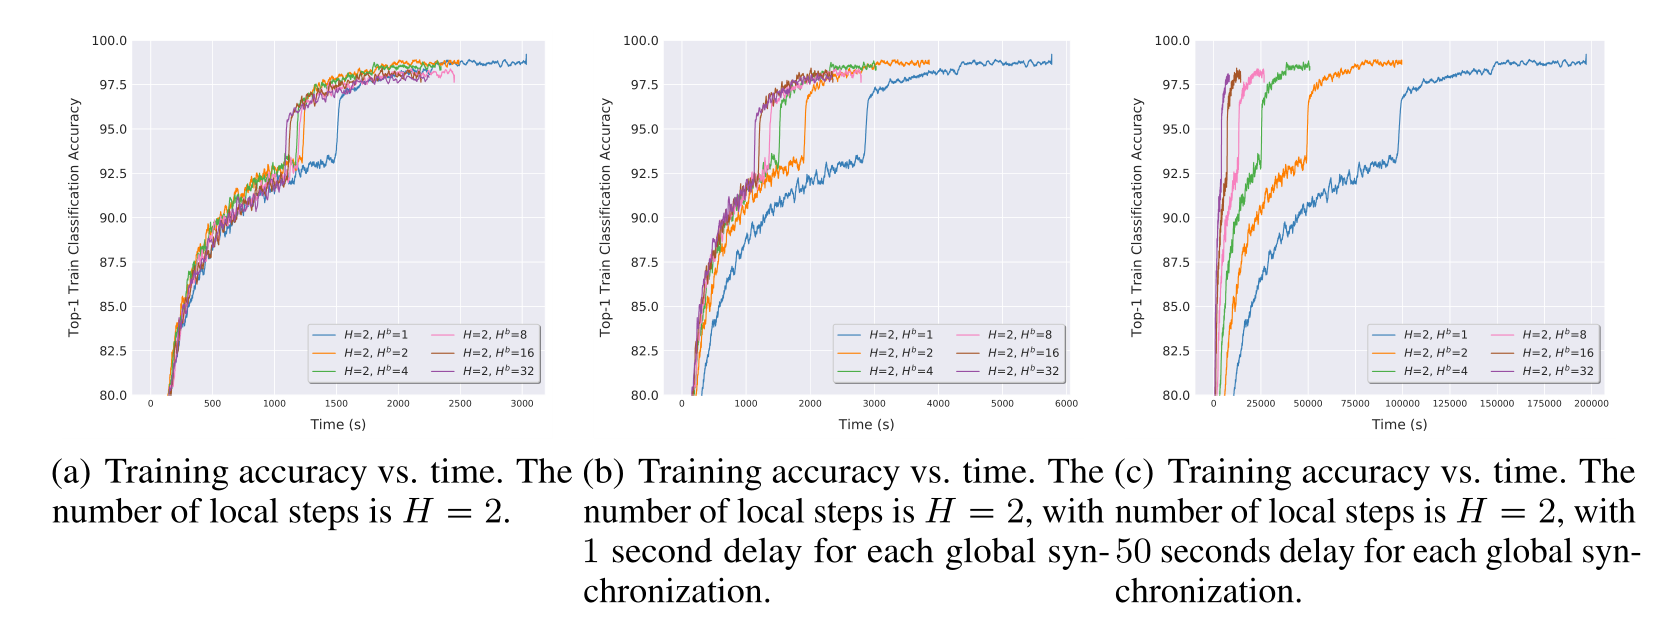 100.0
97.5
95.0
92.5
90.0
87.5
85.0
82.5
80.0
Top-1 Train Classification Accuracy
0 500 1000 1500 2000 2500 3000
Time (s)
H=2, H^b=1
H=2, H^b=2
H=2, H^b=4
H=2, H^b=8
H=2, H^b=16
H=2, H^b=32
(a) Training accuracy vs. time. The
number of local steps is H = 2.
100.0
97.5
95.0
92.5
90.0
87.5
85.0
82.5
80.0
Top-1 Train Classification Accuracy
0 1000 2000 3000 4000 5000 6000
Time (s)
H=2, H^b=1
H=2, H^b=2
H=2, H^b=4
H=2, H^b=8
H=2, H^b=16
H=2, H^b=32
(b) Training accuracy vs. time. The
number of local steps is H = 2, with
1 second delay for each global syn-
chronization.
100.0
97.5
95.0
92.5
90.0
87.5
85.0
82.5
80.0
Top-1 Train Classification Accuracy
0 25000 50000 75000 100000 125000 150000 175000 200000
Time (s)
H=2, H^b=1
H=2, H^b=2
H=2, H^b=4
H=2, H^b=8
H=2, H^b=16
H=2, H^b=32
(c) Training accuracy vs. time. The
number of local steps is H = 2, with
50 seconds delay for each global syn-
chronization.